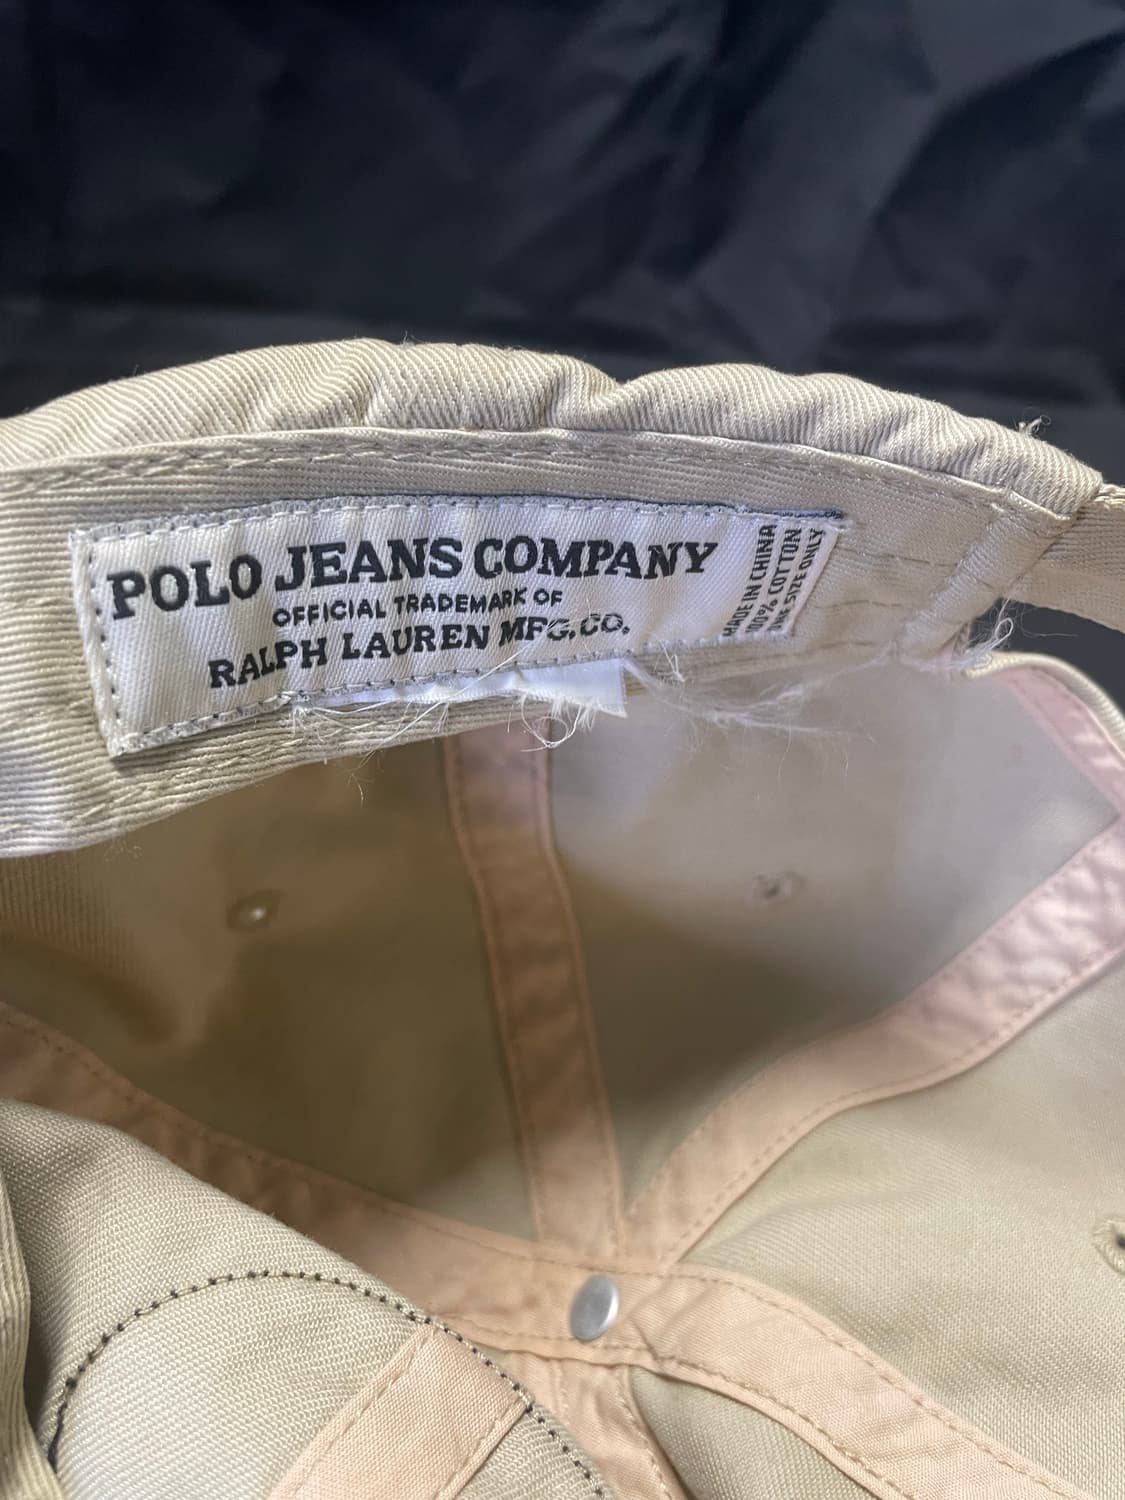 POLO JEANS COMPANY
OFFICIAL TRADEMARK OF
RALPH LAUREN MFG. CO.
MADE IN CHINA
100% COTTON
ONE SIZE ONLY